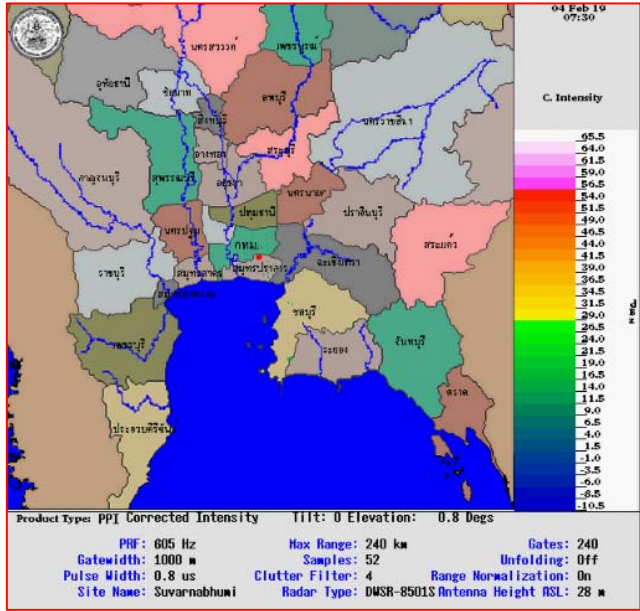 04 Feb 19
07:30
C. Intensity
65.5
64.0
61.5
59.0
56.5
54.0
51.5
49.0
46.5
44.0
41.5
39.0
36.5
34.0
31.5
29.0
26.5
24.0
21.5
19.0
16.5
14.0
11.5
9.0
6.5
4.0
1.5
-1.0
-3.5
-6.0
-8.5
-10.5
นครสวรรค์
เพชรบูรณ์
อุทัยธานี
ชัยนาท
ลพบุรี
สิงห์บุรี
นครราชสีมา
อ่างทอง
สระบุรี
กาญจนบุรี
สุพรรณบุรี
อยุธยา
นครนายก
ปราจีนบุรี
ปทุมธานี
สระแก้ว
นครปฐม
กทม.
ฉะเชิงเทรา
ราชบุรี
สมุทรสาคร
สมุทรปราการ
ชลบุรี
เพชรบุรี
ระยอง
จันทบุรี
ตราด
ประจวบคีรีขันธ์
Product Type: PPI Corrected Intensity Tilt: 0 Elevation: 0.8 Degs
PRF: 605 Hz Max Range: 240 km Gates: 240
Gatewidth: 1000 m Samples: 52 Unfolding: Off
Pulse Width: 0.8 us Clutter Filter: 4 Range Normalization: On
Site Name: Suvarnabhumi Radar Type: DWSR-8501S Antenna Height ASL: 28 m